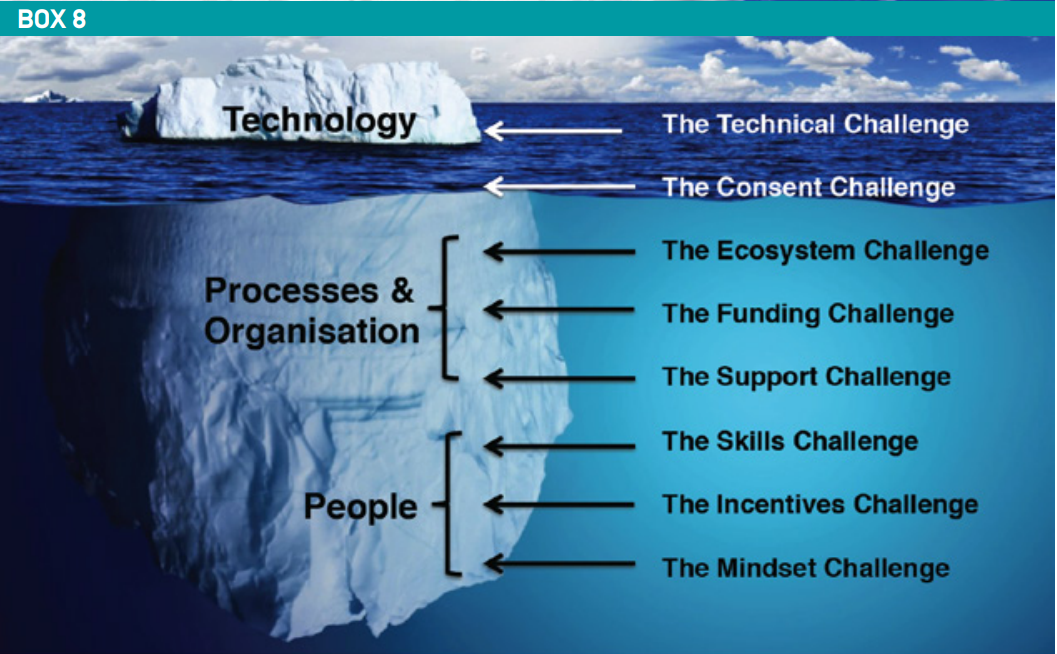 BOX 8
Technology
The Technical Challenge
The Consent Challenge
The Ecosystem Challenge
Processes &
Organisation
The Funding Challenge
The Support Challenge
The Skills Challenge
People
The Incentives Challenge
The Mindset Challenge